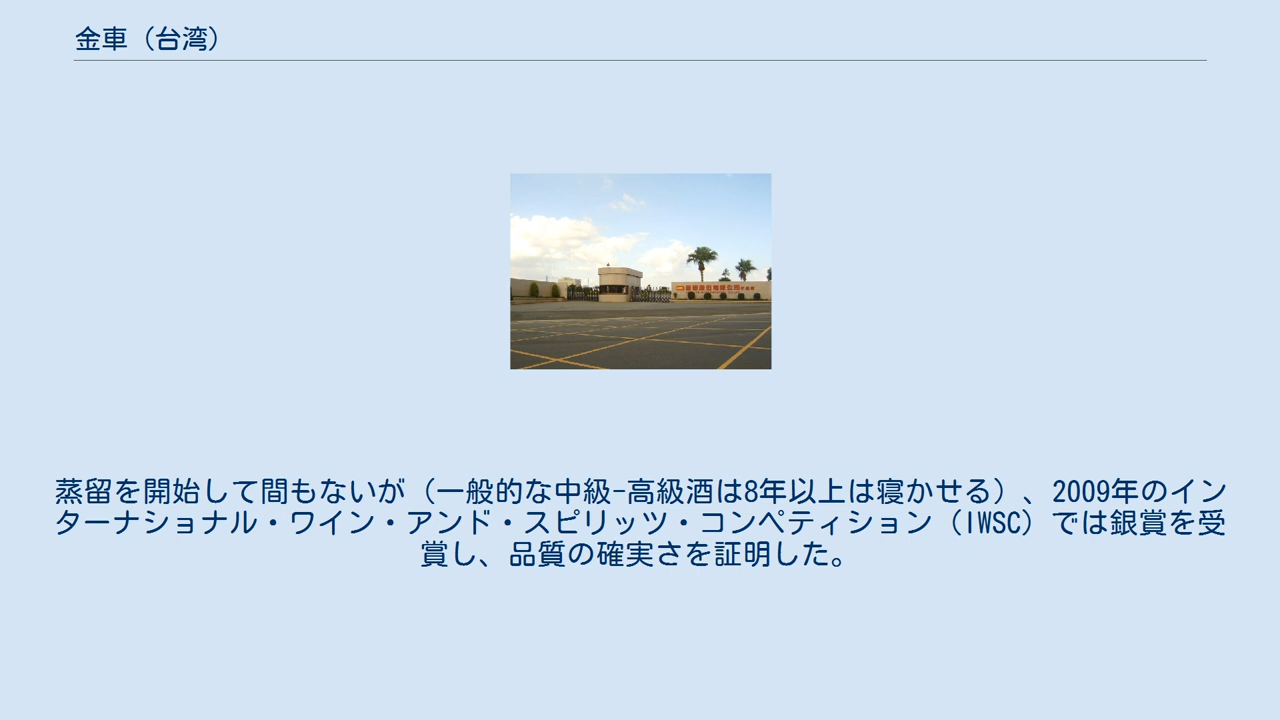 金車（台湾）
蒸留を開始して間もないが（一般的な中級-高級酒は8年以上は寝かせる）、2009年のイン
ターナショナル・ワイン・アンド・スピリッツ・コンペティション（IWSC）では銀賞を受
賞し、品質の確実さを証明した。